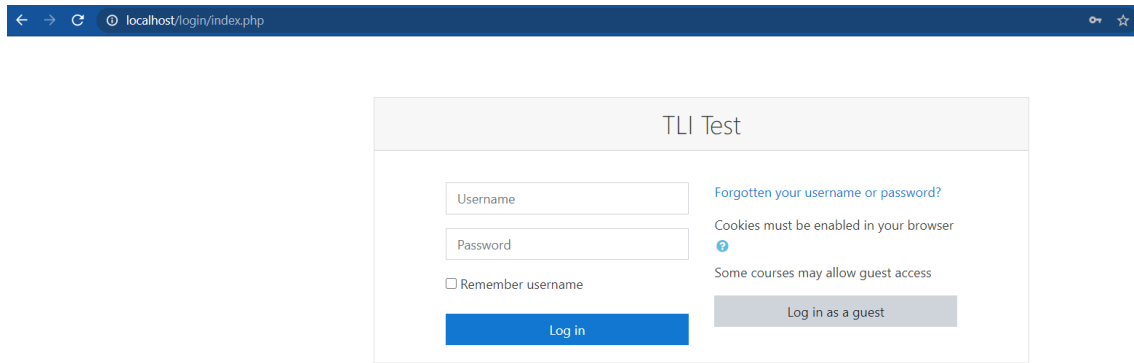 localhost/login/index.php
TLI Test
Username
Password
Remember username
Log in
Forgotten your username or password?
Cookies must be enabled in your browser
?
Some courses may allow guest access
Log in as a guest